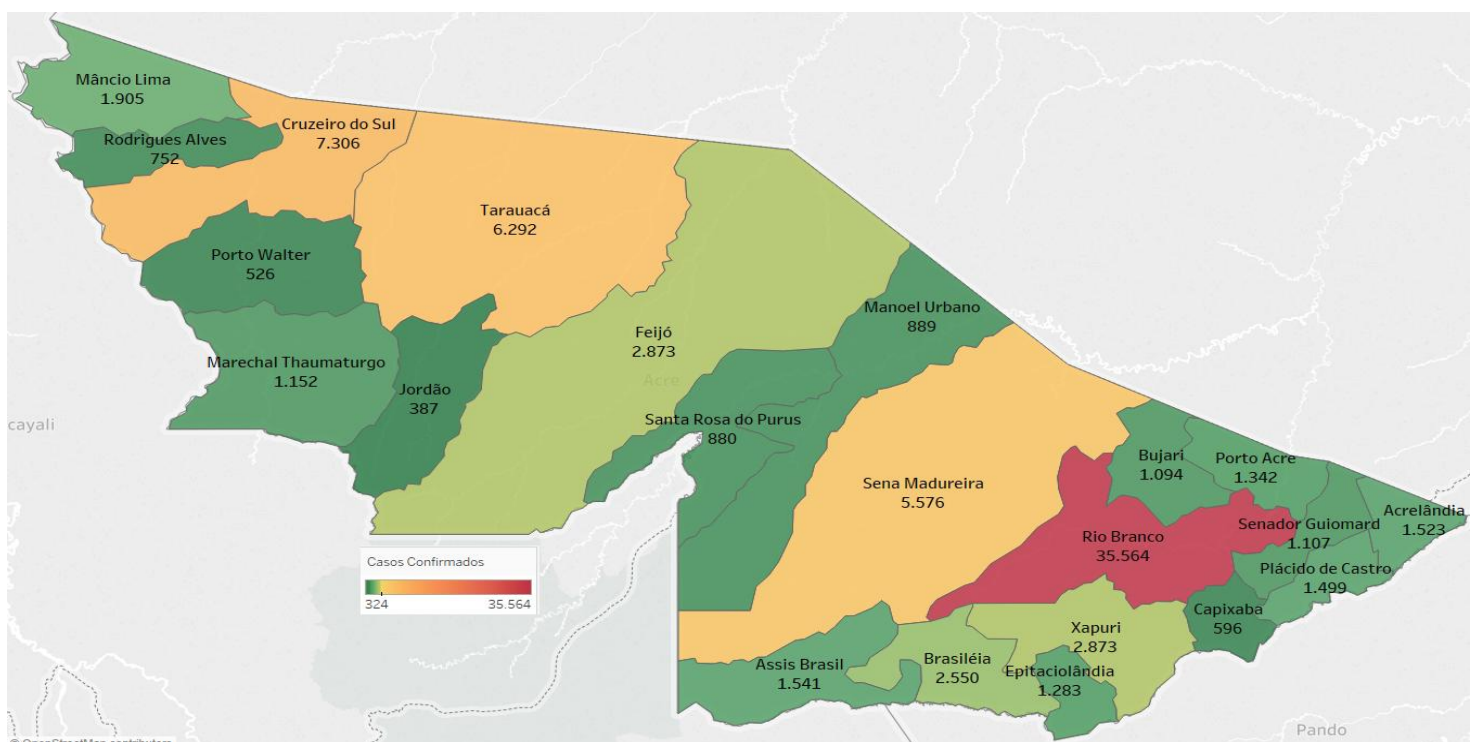 Mâncio Lima
1.905
Rodrigues Alves
752
Cruzeiro do Sul
7.306
Tarauacá
6.292
Porto Walter
526
Marechal Thaumaturgo
1.152
Jordão
387
Feijó
2.873
Acre
Manoel Urbano
889
Santa Rosa do Purus
880
Sena Madureira
5.576
Bujari
1.094
Porto Acre
1.342
Acrelândia
1.523
Senador Guiomard
1.107
Rio Branco
35.564
Plácido de Castro
1.499
Capixaba
596
Xapuri
2.873
Epitaciolândia
1.283
Brasiléia
2.550
Assis Brasil
1.541
cayali
Casos Confirmados
324 35.564
Pando
© OpenStreetMap contributors